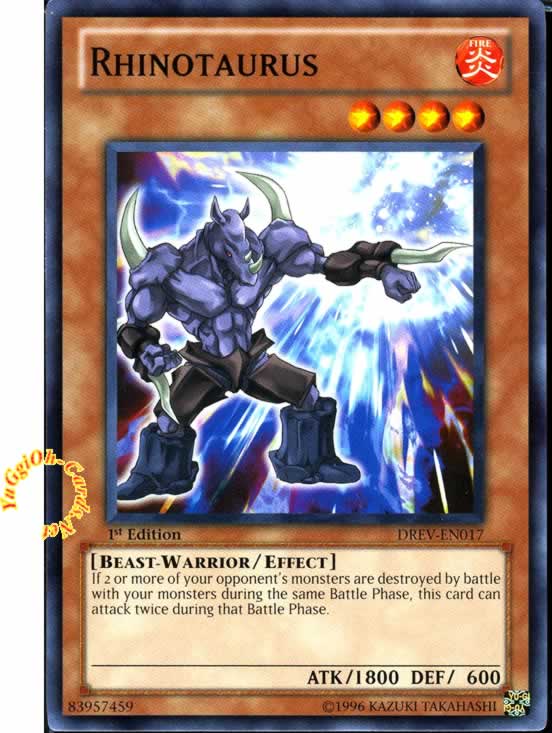 RHINOTAURUS
FIRE
炎
1st Edition
DREV-EN017
[BEAST-WARRIOR/EFFECT]
If 2 or more of your opponent's monsters are destroyed by battle
with your monsters during the same Battle Phase, this card can
attack twice during that Battle Phase.
ATK/1800 DEF/ 600
83957459
©1996 KAZUKI TAKAHASHI
YuGgiOh-Cards.Net